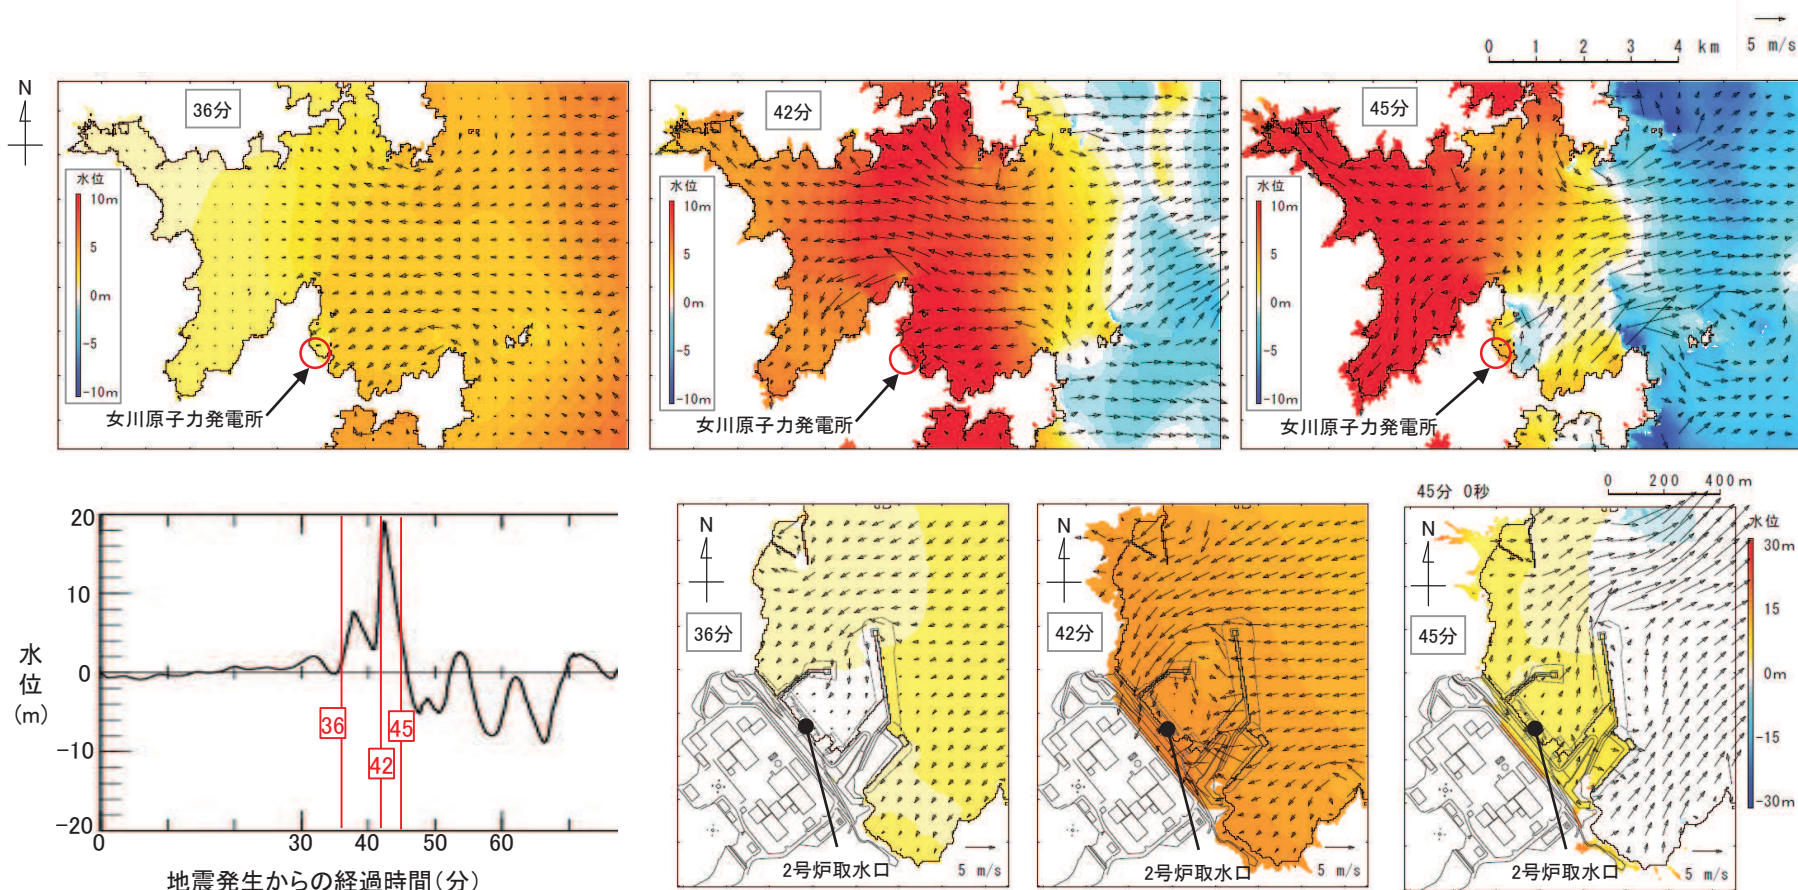 0 1 2 3 4 km 5 m/s
N
36分
水位
10m
5
0m
−5
−10m
女川原子力発電所
42分
水位
10m
5
0m
−5
−10m
女川原子力発電所
45分
水位
10m
5
0m
−5
−10m
女川原子力発電所
20
10
0
−10
−20
水位(m)
36
42
45
0 30 40 50 60
地震発生からの経過時間(分)
N
36分
2号炉取水口
5 m/s
N
42分
2号炉取水口
5 m/s
45分 0秒
0 200 400m
N
45分
2号炉取水口
5 m/s
水位
30m
15
0m
−15
−30m